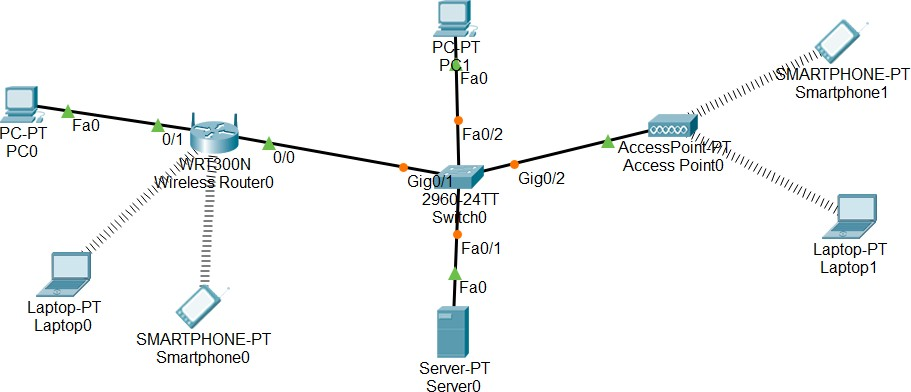 PC-PT
PC1
Fa0
SMARTPHONE-PT
Smartphone1
PC-PT
PC0
Fa0
0/1
WRT300N
Wireless Router0
0/0
Fa0/2
AccessPoint-PT
Access Point0
Gig0/1
Gig0/2
2960-24TT
Switch0
Laptop-PT
Laptop1
Fa0/1
Fa0
Laptop-PT
Laptop0
SMARTPHONE-PT
Smartphone0
Server-PT
Server0